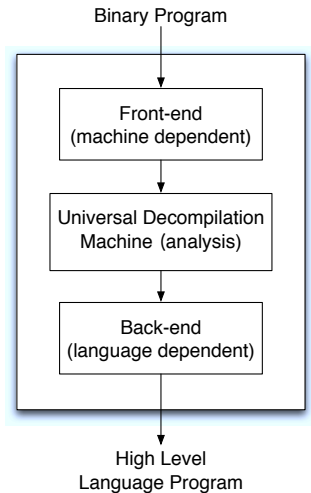 Binary Program
Front-end
(machine dependent)
Universal Decompilation
Machine (analysis)
Back-end
(language dependent)
High Level
Language Program